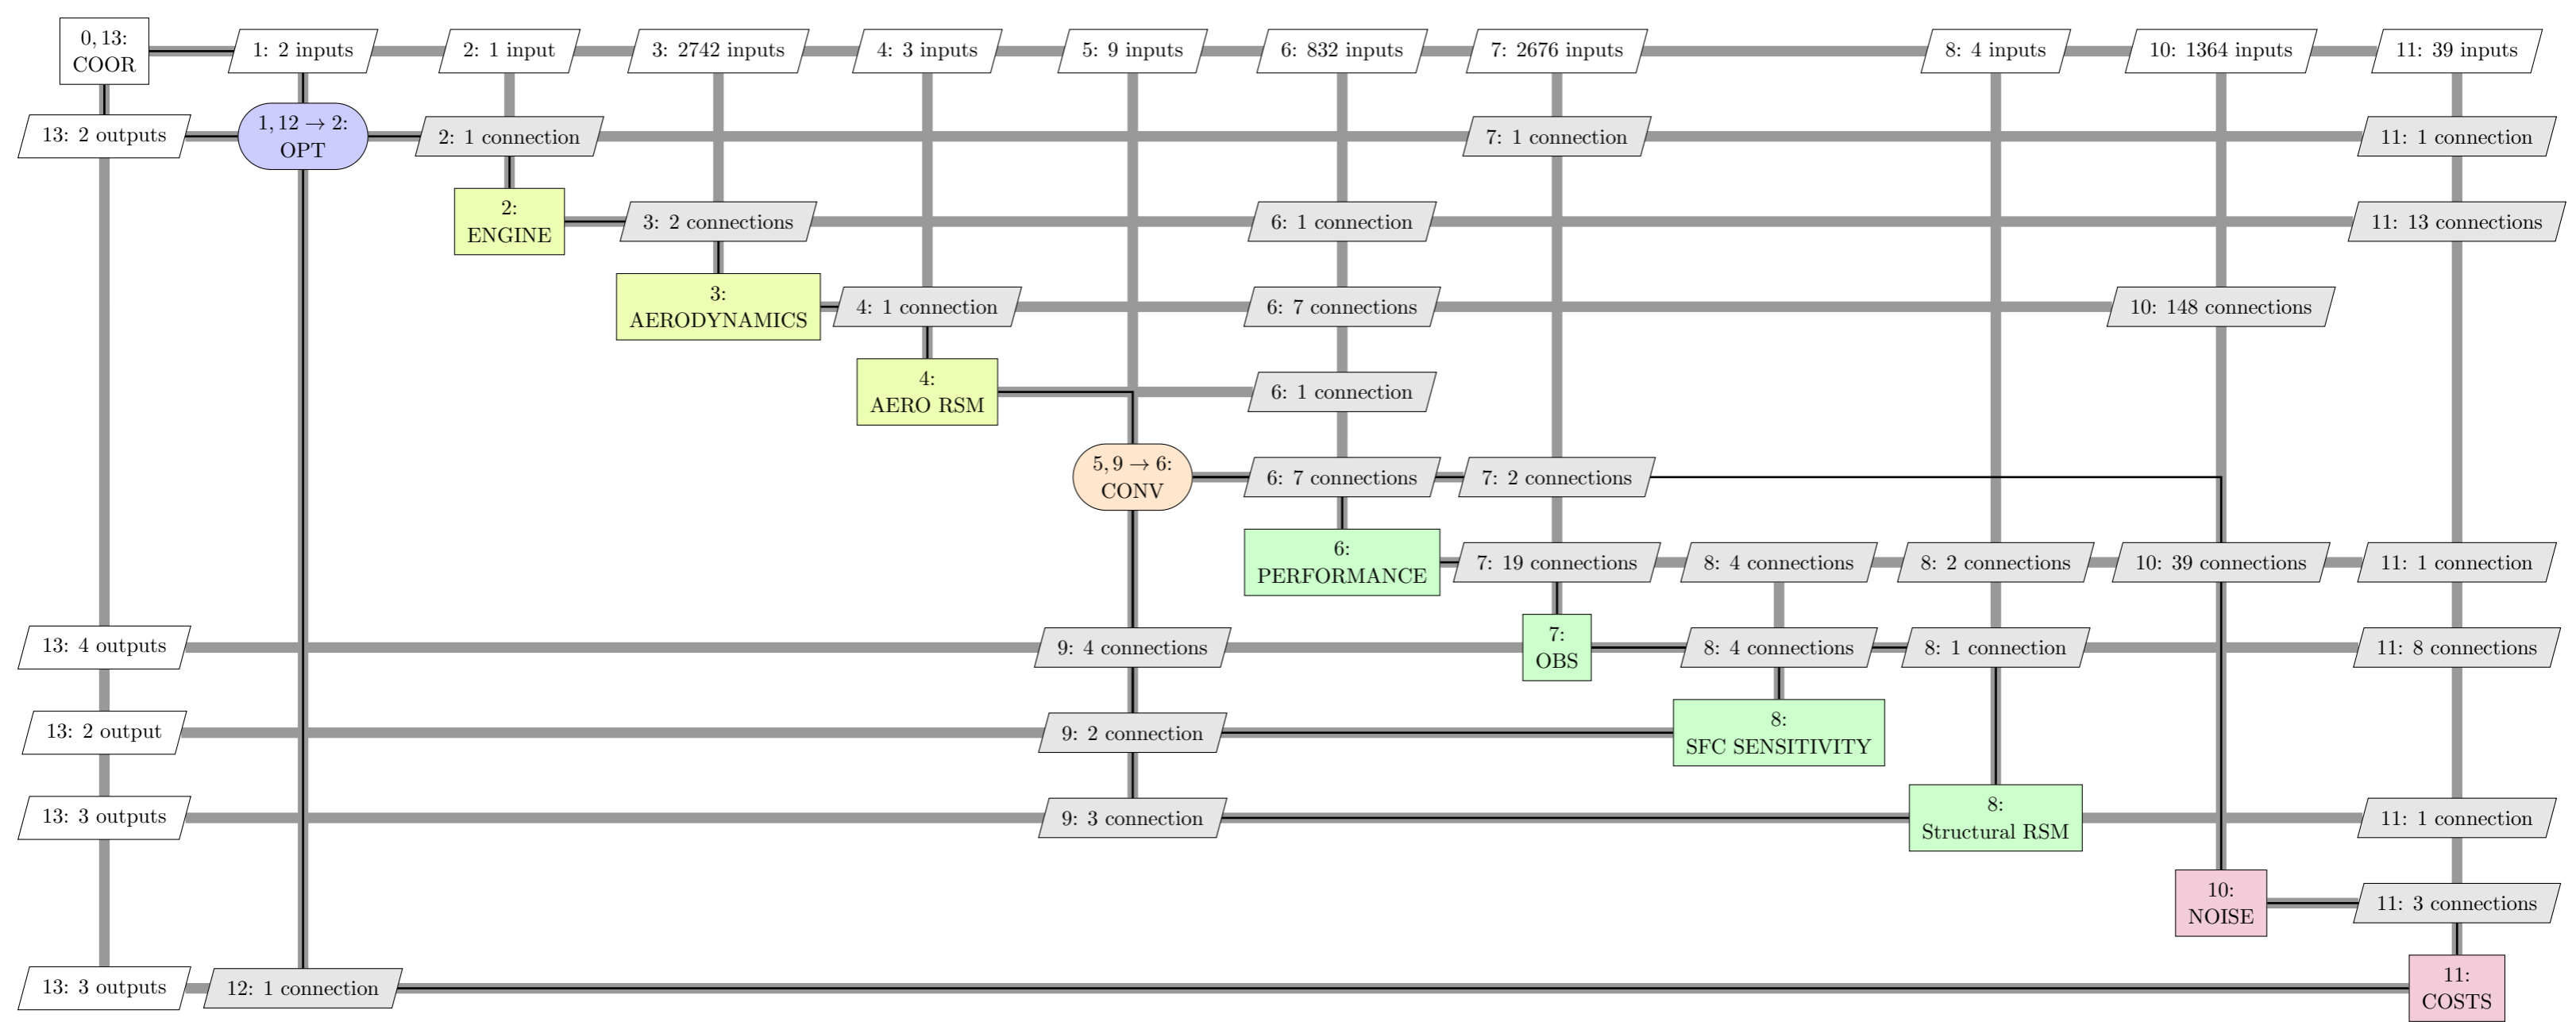 0, 13:
COOR
1: 2 inputs
2: 1 input
3: 2742 inputs
4: 3 inputs
5: 9 inputs
6: 832 inputs
7: 2676 inputs
8: 4 inputs
10: 1364 inputs
11: 39 inputs
13: 2 outputs
1, 12 → 2:
OPT
2: 1 connection
7: 1 connection
11: 1 connection
2:
ENGINE
3: 2 connections
6: 1 connection
11: 13 connections
3:
AERODYNAMICS
4: 1 connection
6: 7 connections
10: 148 connections
4:
AERO RSM
6: 1 connection
5, 9 → 6:
CONV
6: 7 connections
7: 2 connections
6:
PERFORMANCE
7: 19 connections
8: 4 connections
8: 2 connections
10: 39 connections
11: 1 connection
13: 4 outputs
9: 4 connections
7:
OBS
8: 4 connections
8: 1 connection
11: 8 connections
13: 2 output
9: 2 connection
8:
SFC SENSITIVITY
13: 3 outputs
9: 3 connection
8:
Structural RSM
11: 1 connection
10:
NOISE
11: 3 connections
13: 3 outputs
12: 1 connection
11:
COSTS